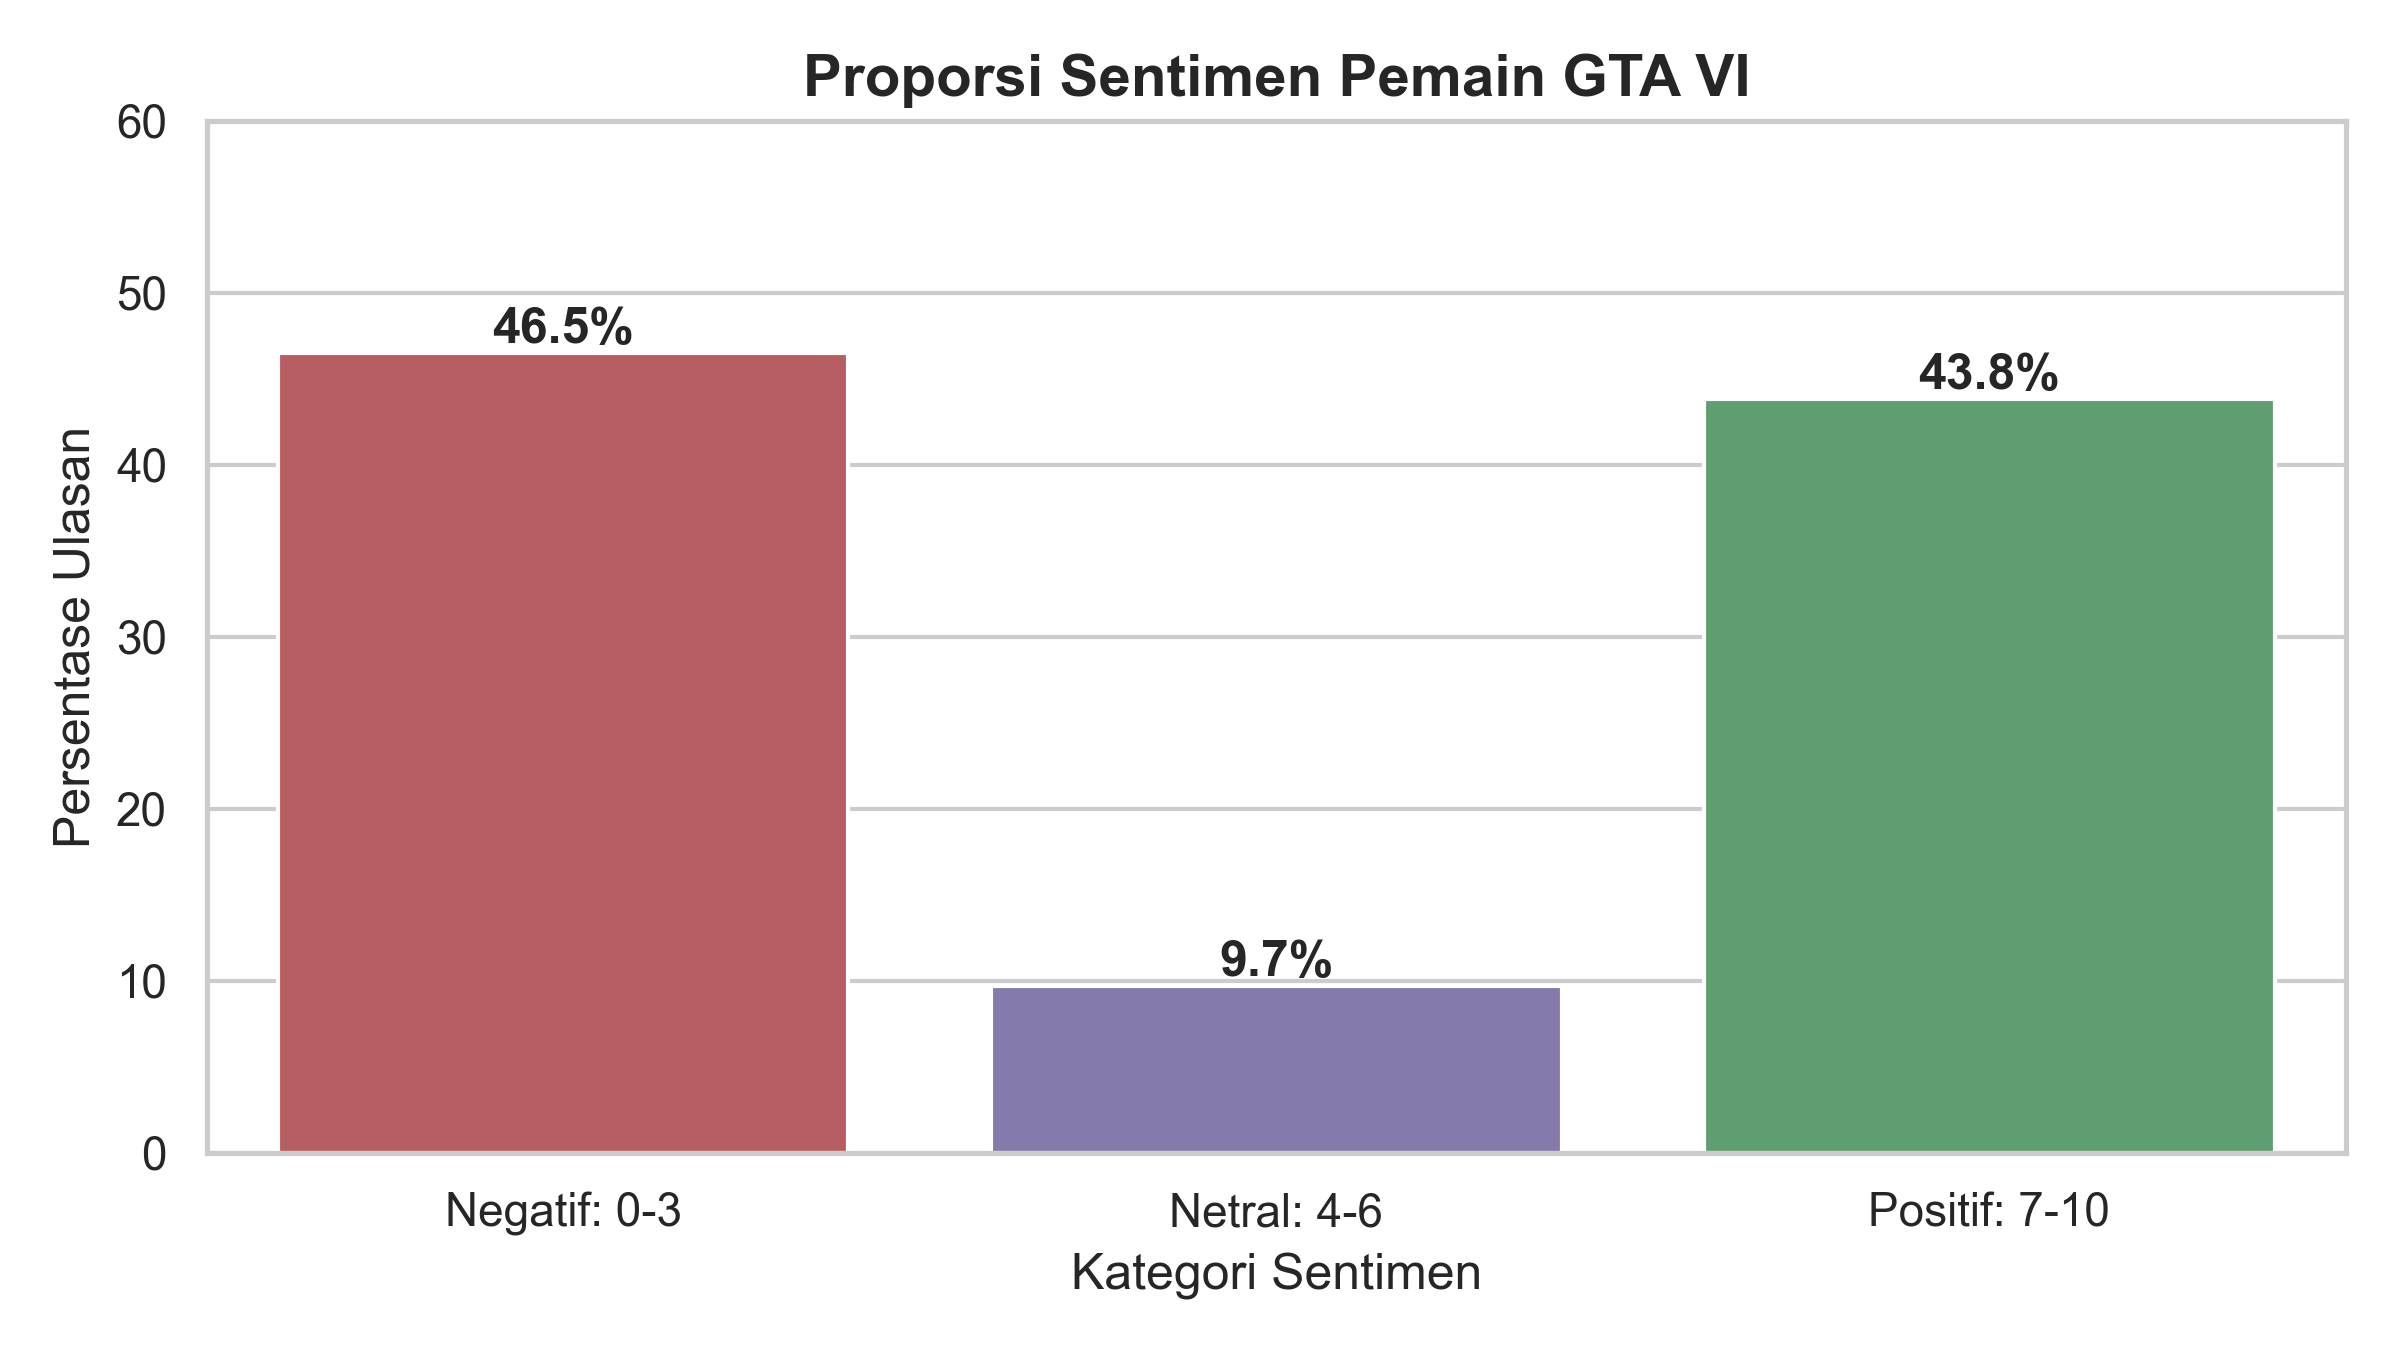 Proporsi Sentimen Pemain GTA VI
60
50
40
30
20
10
0
Persentase Ulasan
46.5%
9.7%
43.8%
Negatif: 0-3
Netral: 4-6
Positif: 7-10
Kategori Sentimen